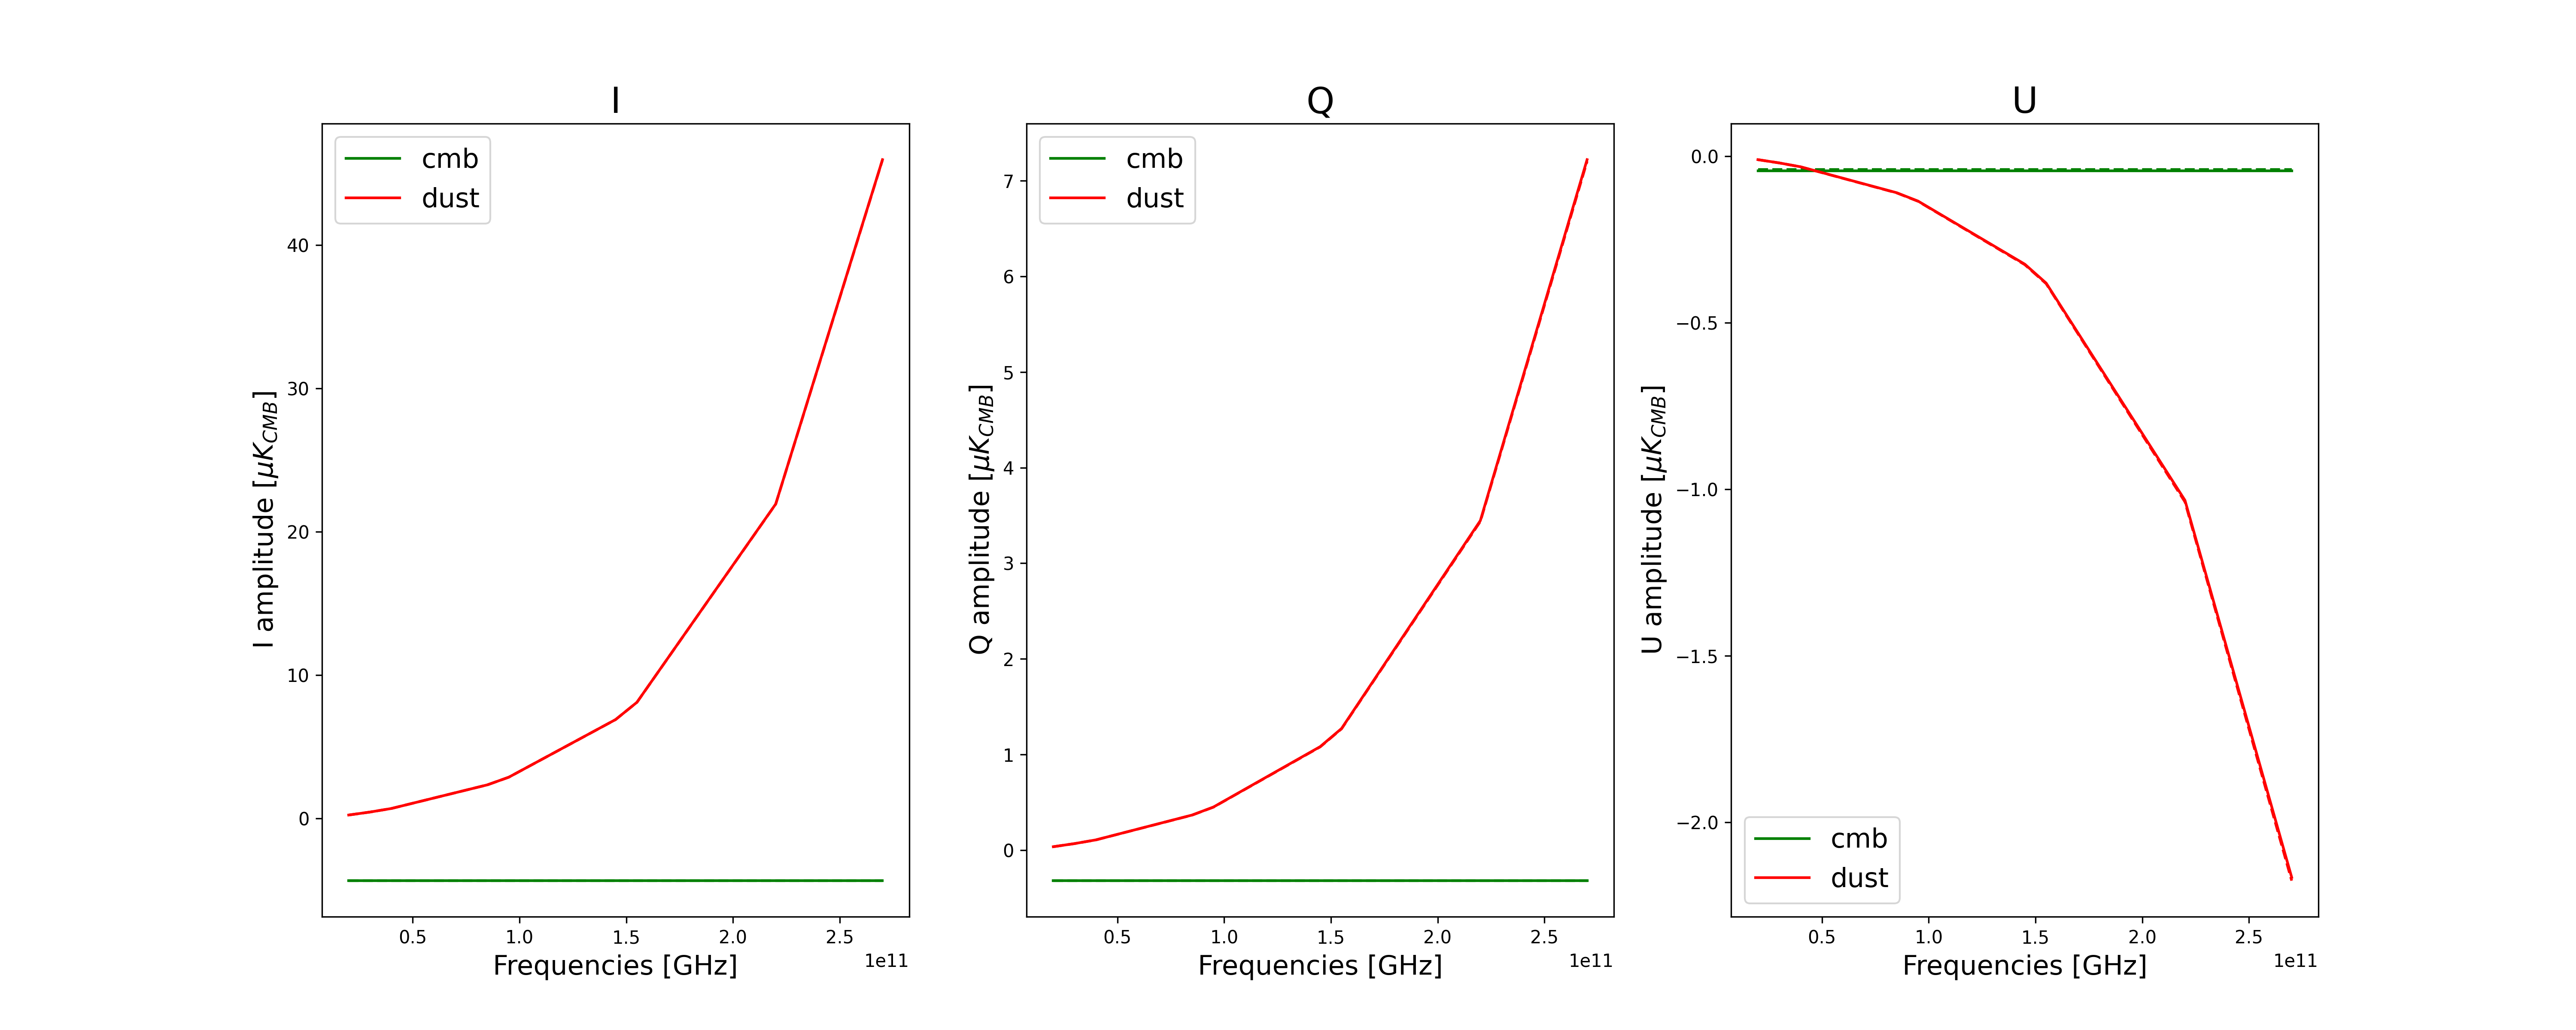 I
cmb
dust
40
30
20
10
0
I amplitude [μK_CMB]
0.5 1.0 1.5 2.0 2.5
Frequencies [GHz]
1e11
Q
cmb
dust
7
6
5
4
3
2
1
0
Q amplitude [μK_CMB]
0.5 1.0 1.5 2.0 2.5
Frequencies [GHz]
1e11
U
0.0
−0.5
−1.0
−1.5
−2.0
U amplitude [μK_CMB]
cmb
dust
0.5 1.0 1.5 2.0 2.5
Frequencies [GHz]
1e11